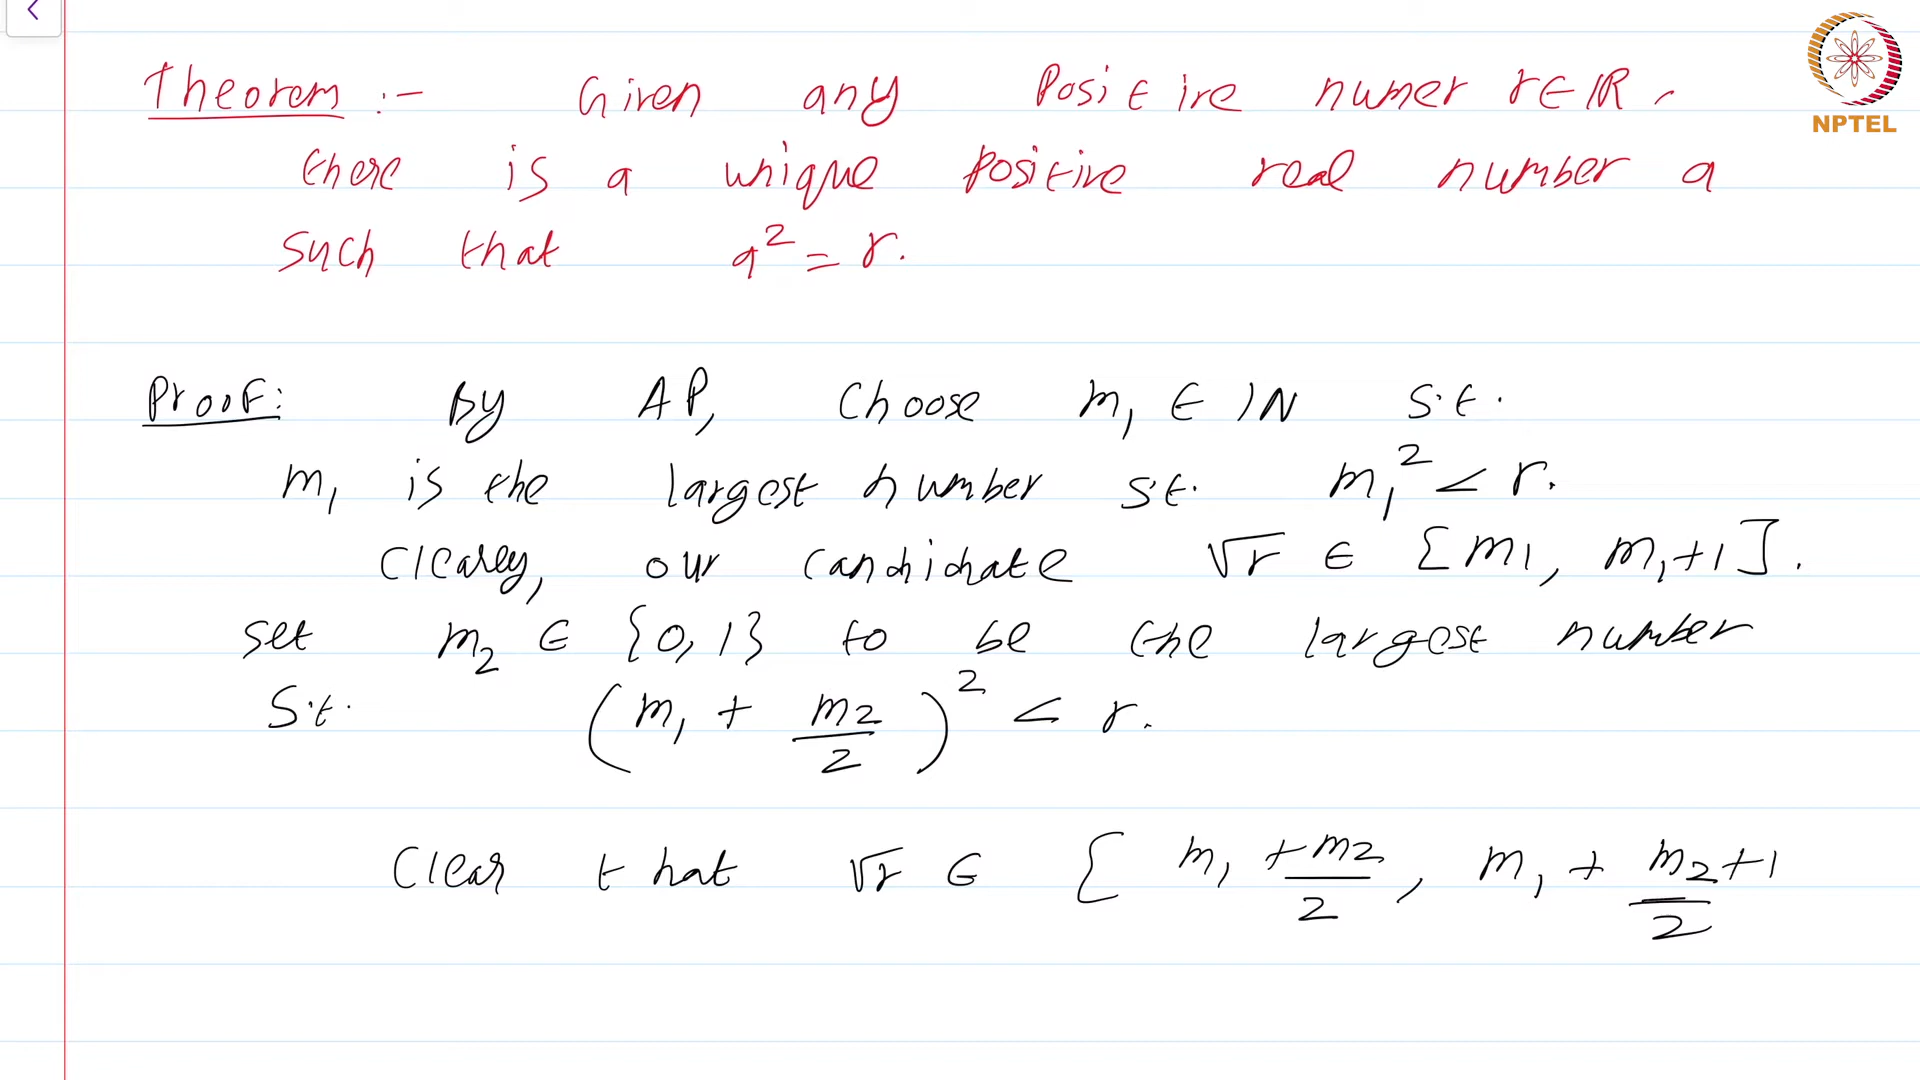 Theorem :- Given any Positive numer r∈ℝ,
there is a unique positive real number a
such that a² = r.
NPTEL
Proof: By AP, Choose m₁ ∈ ℕ s.t.
m₁ is the largest number s.t. m₁² < r.
Clearly, our candidate √r ∈ [m₁, m₁+1].
set m₂ ∈ {0,1} to be the largest number
S.t. (m₁ + m₂/2)² < r.
Clear that √r ∈ [m₁ + m₂/2, m₁ + (m₂+1)/2